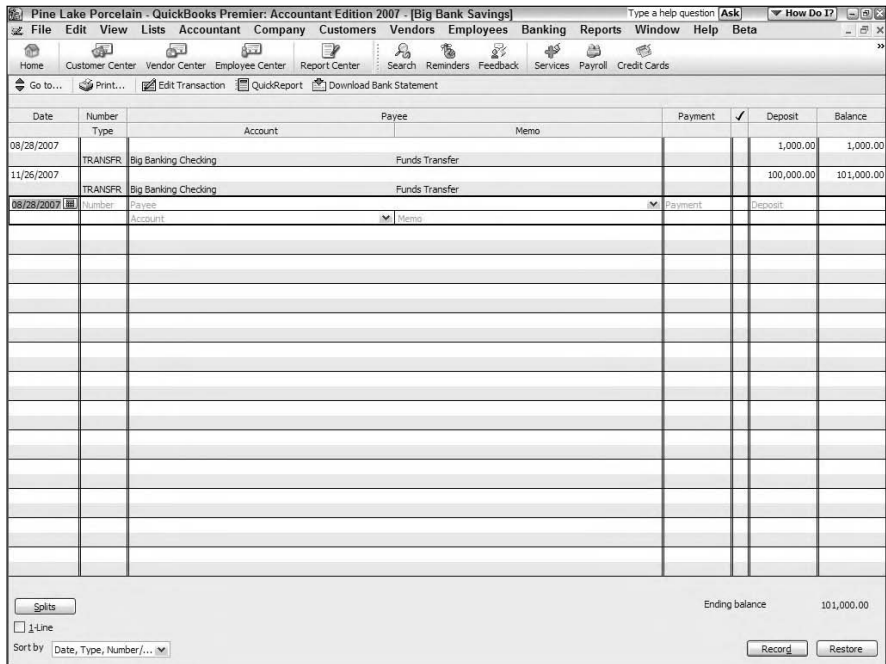 Pine Lake Porcelain - QuickBooks Premier: Accountant Edition 2007 - [Big Bank Savings] Type a help question Ask How Do I?
File Edit View Lists Accountant Company Customers Vendors Employees Banking Reports Window Help Beta
Home Customer Center Vendor Center Employee Center Report Center Search Reminders Feedback Services Payroll Credit Cards »
Go to... Print... Edit Transaction QuickReport Download Bank Statement
Date Number Payee Payment ✓ Deposit Balance
Type Account Memo
08/28/2007 1,000.00 1,000.00
TRANSFR Big Banking Checking Funds Transfer
11/26/2007 100,000.00 101,000.00
TRANSFR Big Banking Checking Funds Transfer
08/28/2007 Number Payee Payment Deposit
Account Memo
Splits Ending balance 101,000.00
1-Line
Sort by Date, Type, Number/... Record Restore